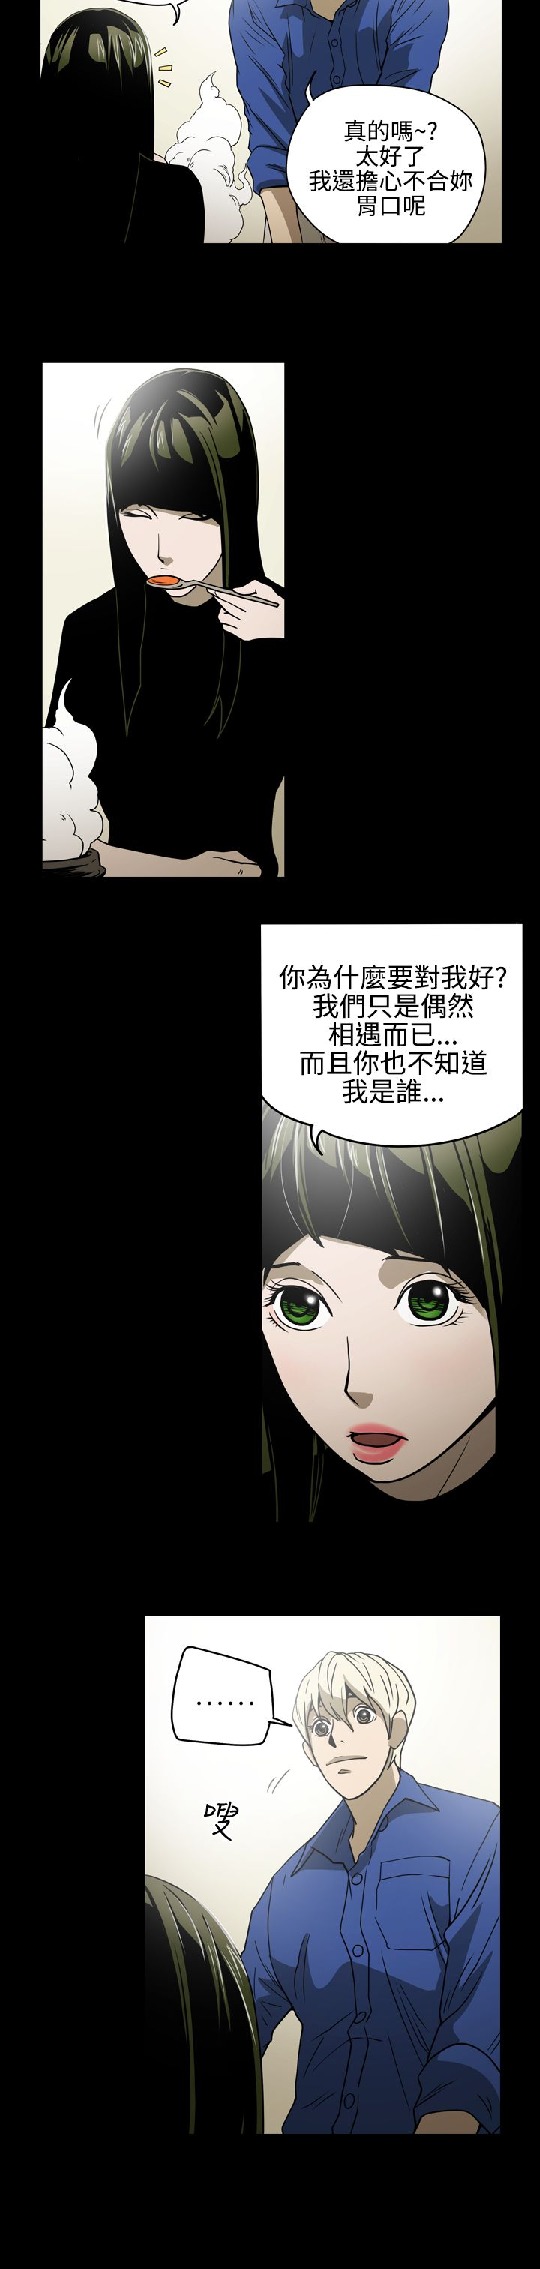 真的嗎~?
太好了
我還擔心不合妳
胃口呢
你為什麼要對我好?
我們只是偶然
相遇而已...
而且你也不知道
我是誰...
......
嗖